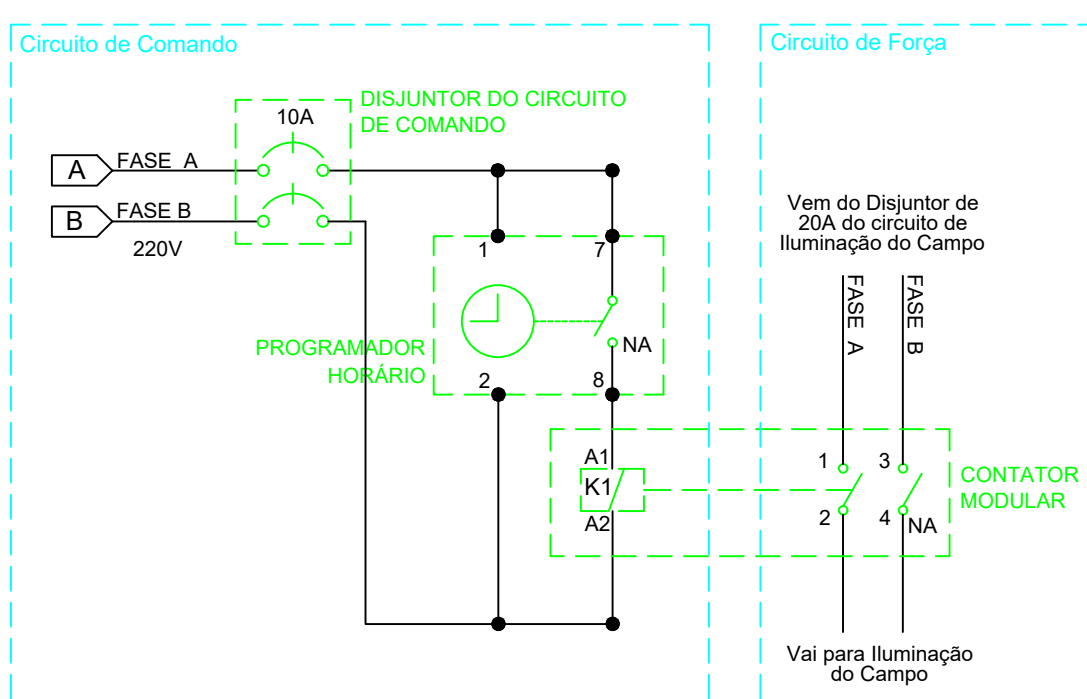 Circuito de Comando
Circuito de Força
DISJUNTOR DO CIRCUITO
DE COMANDO
10A
A
FASE A
B
FASE B
220V
Vem do Disjuntor de
20A do circuito de
Iluminação do Campo
1
7
FASE A
FASE B
PROGRAMADOR
HORÁRIO
NA
2
8
A1
K1
A2
1
3
2
4
NA
CONTATOR
MODULAR
Vai para Iluminação
do Campo